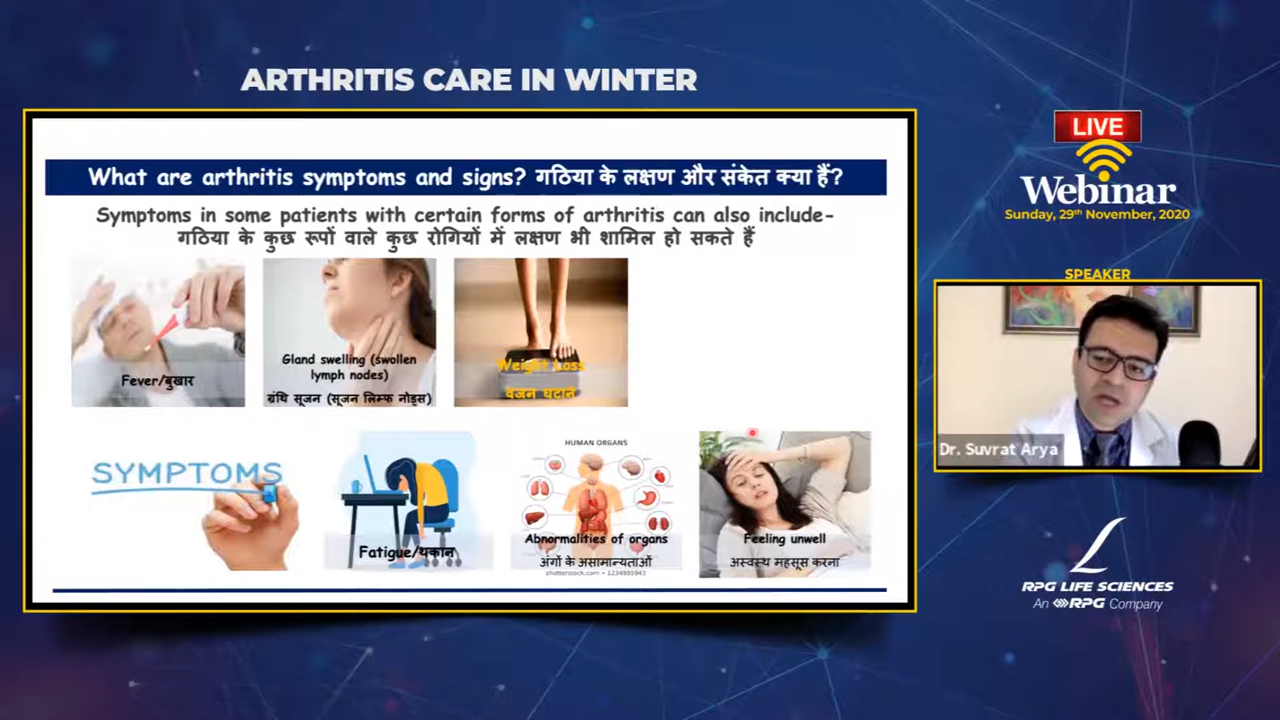 ARTHRITIS CARE IN WINTER
What are arthritis symptoms and signs? गठिया के लक्षण और संकेत क्या हैं?
Symptoms in some patients with certain forms of arthritis can also include-
गठिया के कुछ रूपों वाले कुछ रोगियों में लक्षण भी शामिल हो सकते हैं
Fever/बुखार
Gland swelling (swollen
lymph nodes)
ग्रंथि सूजन (सूजन लिम्फ नोड्स)
Weight Loss
वजन घटाने
SYMPTOMS
Fatigue/थकान
HUMAN ORGANS
Abnormalities of organs
अंगों के असामान्यताओं
shutterstock.com • 1234955943
Feeling unwell
अस्वस्थ महसूस करना
LIVE
Webinar
Sunday, 29th November, 2020
SPEAKER
Dr. Suvrat Arya
RPG LIFE SCIENCES
An RPG Company